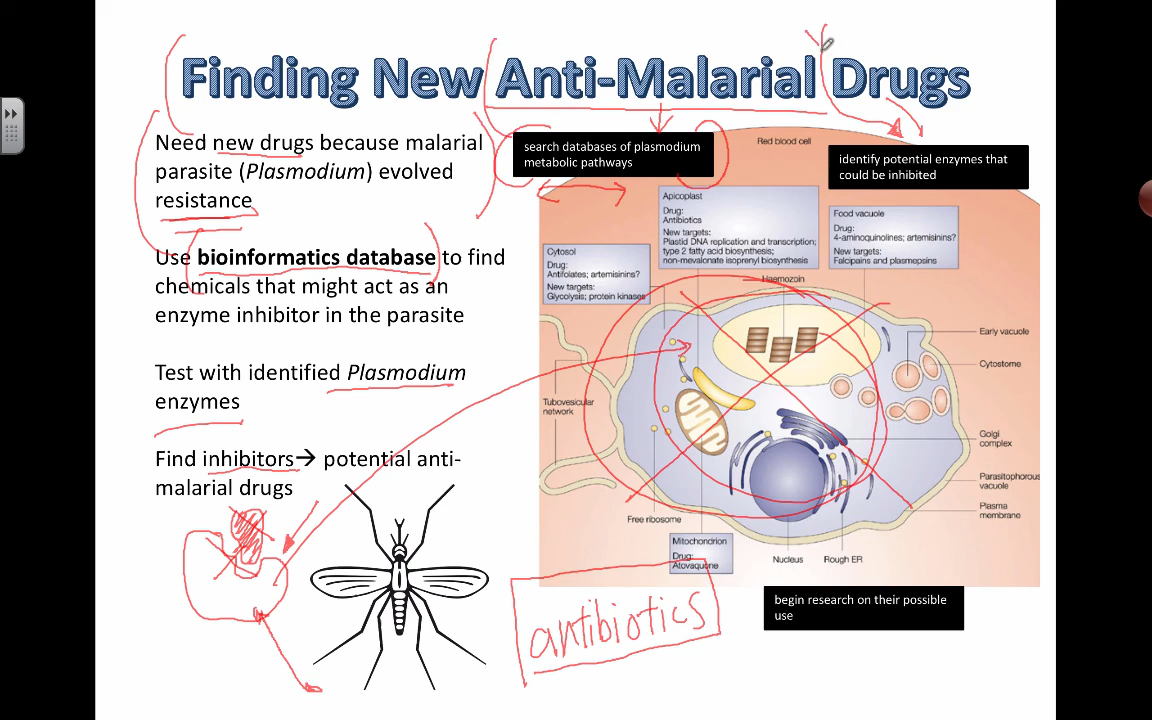 Finding New Anti-Malarial Drugs
Need new drugs because malarial
parasite (Plasmodium) evolved
resistance
Use bioinformatics database to find
chemicals that might act as an
enzyme inhibitor in the parasite
Test with identified Plasmodium
enzymes
Find inhibitors→ potential anti-
malarial drugs
search databases of plasmodium
metabolic pathways
Red blood cell
identify potential enzymes that
could be inhibited
Apicoplast
Drug:
Antibiotics
New targets:
Plastid DNA replication and transcription;
type 2 fatty acid biosynthesis;
non-mevalonate isoprenyl biosynthesis
Food vacuole
Drug:
4-aminoquinolines; artemisinins?
New targets:
Falcipains and plasmepsins
Cytosol
Drug:
Antifolates; artemisinins?
New targets:
Glycolysis; protein kinases
Haemozoin
Early vacuole
Cytostome
Tubovesicular
network
Golgi
complex
Parasitophorous
vacuole
Plasma
membrane
Free ribosome
Mitochondrion
Drug:
Atovaquone
Nucleus
Rough ER
begin research on their possible
use
antibiotics